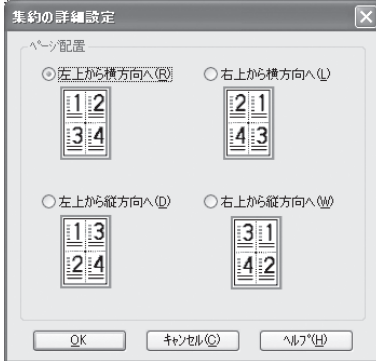 集約の詳細設定
ページ配置
左上から横方向へ(R)
右上から横方向へ(L)
1 2
3 4
2 1
4 3
左上から縦方向へ(D)
右上から縦方向へ(W)
1 3
2 4
3 1
4 2
OK
キャンセル(C)
ヘルプ(H)